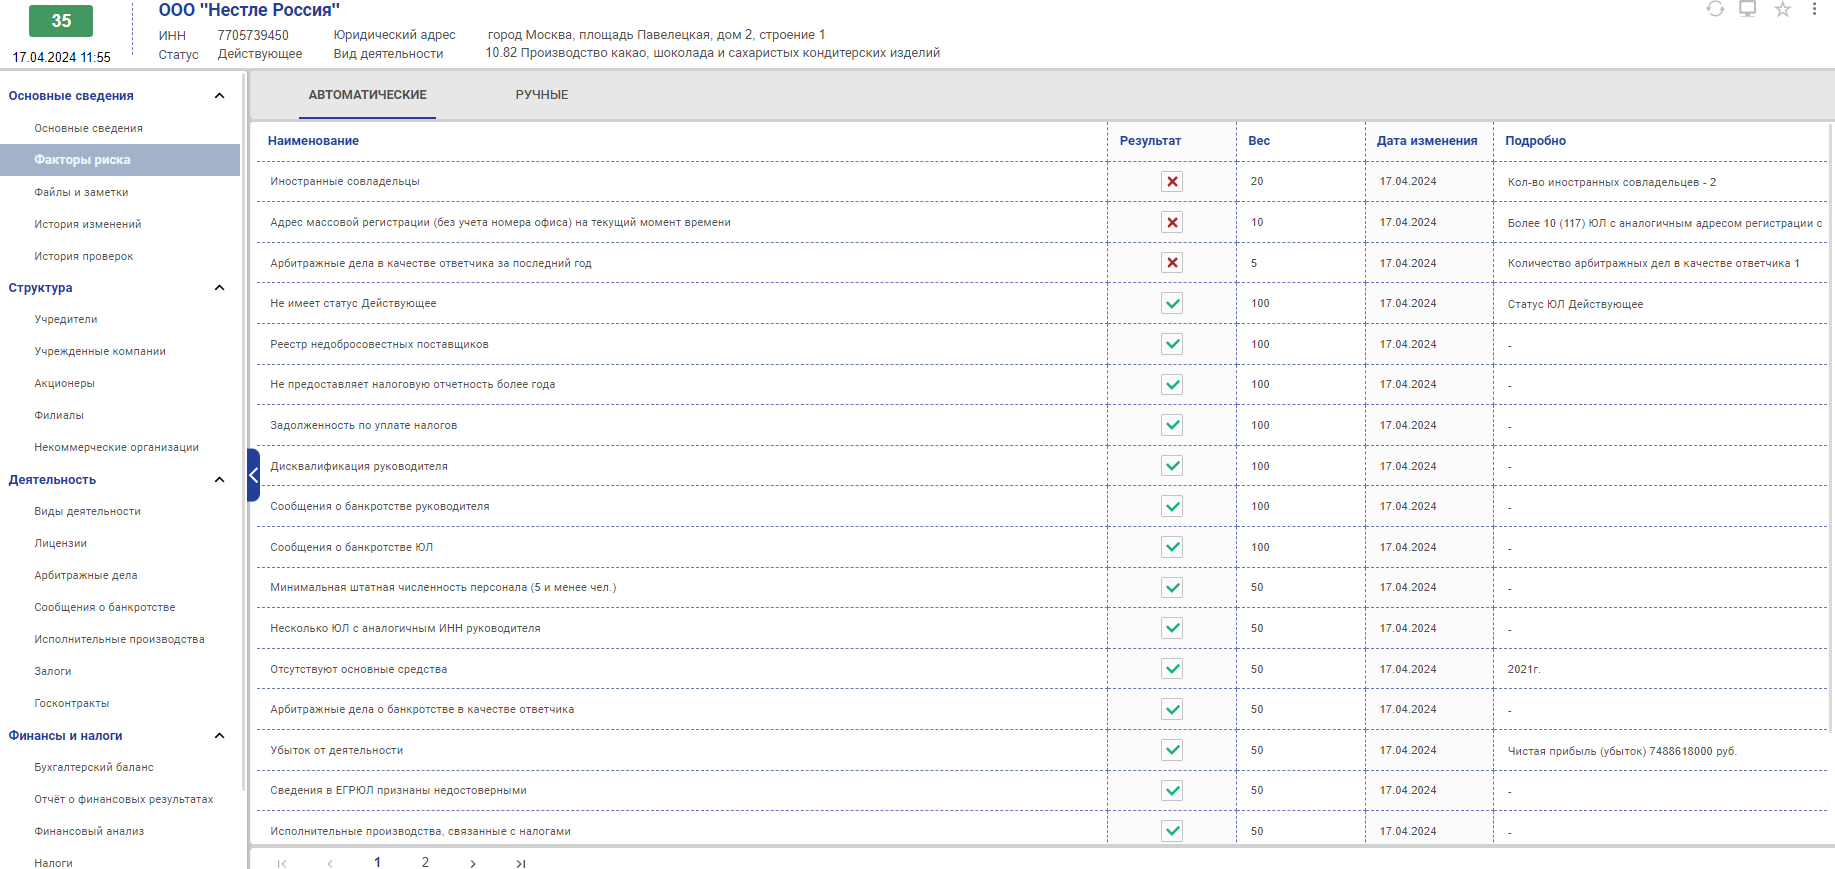 35
17.04.2024 11:55
ООО "Нестле Россия"
ИНН 7705739450 Юридический адрес город Москва, площадь Павелецкая, дом 2, строение 1
Статус Действующее Вид деятельности 10.82 Производство какао, шоколада и сахаристых кондитерских изделий
Основные сведения
Основные сведения
Факторы риска
Файлы и заметки
История изменений
История проверок
Структура
Учредители
Учрежденные компании
Акционеры
Филиалы
Некоммерческие организации
Деятельность
Виды деятельности
Лицензии
Арбитражные дела
Сообщения о банкротстве
Исполнительные производства
Залоги
Госконтракты
Финансы и налоги
Бухгалтерский баланс
Отчёт о финансовых результатах
Финансовый анализ
Налоги
АВТОМАТИЧЕСКИЕ РУЧНЫЕ
Наименование Результат Вес Дата изменения Подробно
Иностранные совладельцы 20 17.04.2024 Кол-во иностранных совладельцев - 2
Адрес массовой регистрации (без учета номера офиса) на текущий момент времени 10 17.04.2024 Более 10 (117) ЮЛ с аналогичным адресом регистрации с
Арбитражные дела в качестве ответчика за последний год 5 17.04.2024 Количество арбитражных дел в качестве ответчика 1
Не имеет статус Действующее 100 17.04.2024 Статус ЮЛ Действующее
Реестр недобросовестных поставщиков 100 17.04.2024 -
Не предоставляет налоговую отчетность более года 100 17.04.2024 -
Задолженность по уплате налогов 100 17.04.2024 -
Дисквалификация руководителя 100 17.04.2024 -
Сообщения о банкротстве руководителя 100 17.04.2024 -
Сообщения о банкротстве ЮЛ 100 17.04.2024 -
Минимальная штатная численность персонала (5 и менее чел.) 50 17.04.2024 -
Несколько ЮЛ с аналогичным ИНН руководителя 50 17.04.2024 -
Отсутствуют основные средства 50 17.04.2024 2021г.
Арбитражные дела о банкротстве в качестве ответчика 50 17.04.2024 -
Убыток от деятельности 50 17.04.2024 Чистая прибыль (убыток) 7488618000 руб.
Сведения в ЕГРЮЛ признаны недостоверными 50 17.04.2024 -
Исполнительные производства, связанные с налогами 50 17.04.2024 -
1 2